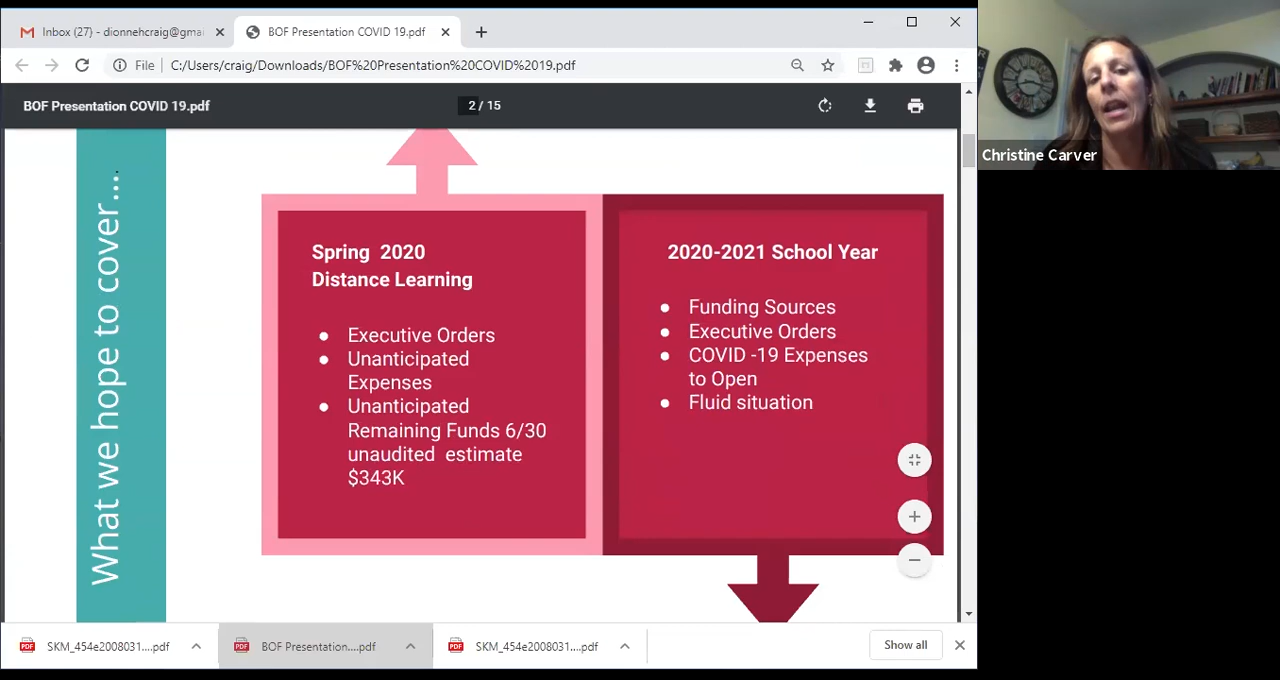 Inbox (27) - dionnehcraig@gmai
BOF Presentation COVID 19.pdf
File
C:/Users/craig/Downloads/BOF%20Presentation%20COVID%2019.pdf
BOF Presentation COVID 19.pdf
2 / 15
What we hope to cover...
Spring 2020
Distance Learning
● Executive Orders
● Unanticipated
Expenses
● Unanticipated
Remaining Funds 6/30
unaudited estimate
$343K
2020-2021 School Year
● Funding Sources
● Executive Orders
● COVID -19 Expenses
to Open
● Fluid situation
SKM_454e2008031....pdf
BOF Presentation....pdf
SKM_454e2008031....pdf
Show all
Christine Carver